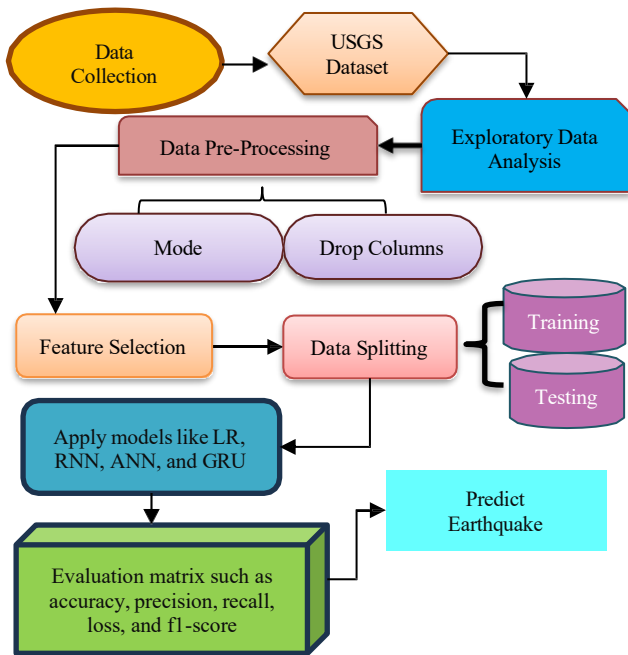 Data
Collection
USGS
Dataset
Exploratory Data
Analysis
Data Pre-Processing
Mode
Drop Columns
Feature Selection
Data Splitting
Training
Testing
Apply models like LR,
RNN, ANN, and GRU
Predict
Earthquake
Evaluation matrix such as
accuracy, precision, recall,
loss, and f1-score